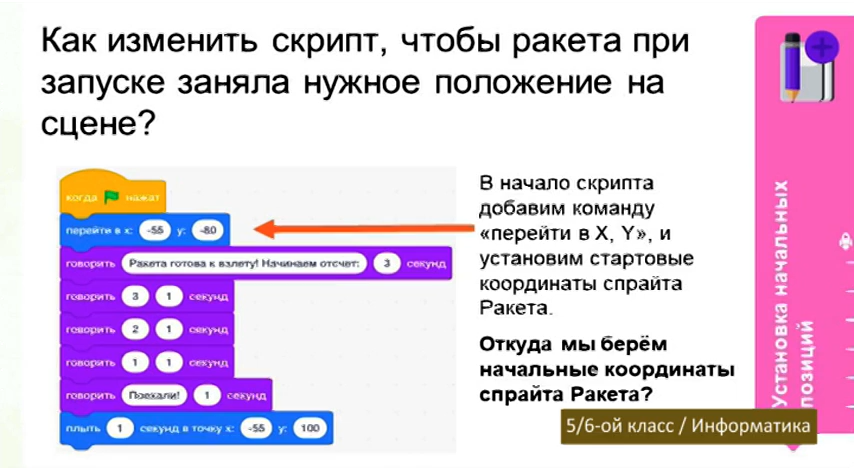 Как изменить скрипт, чтобы ракета при
запуске заняла нужное положение на
сцене?
когда нажат
перейти в x: -55 y: -80
говорить Ракета готова к взлету! Начинаем отсчет: 3 секунд
говорить 3 1 секунд
говорить 2 1 секунд
говорить 1 1 секунд
говорить Поехали! 1 секунд
плыть 1 секунд в точку x: -55 y: 100
В начало скрипта
добавим команду
«перейти в X, Y», и
установим стартовые
координаты спрайта
Ракета.
Откуда мы берём
начальные координаты
спрайта Ракета?
Установка начальных
позиций
5/6-ой класс / Информатика